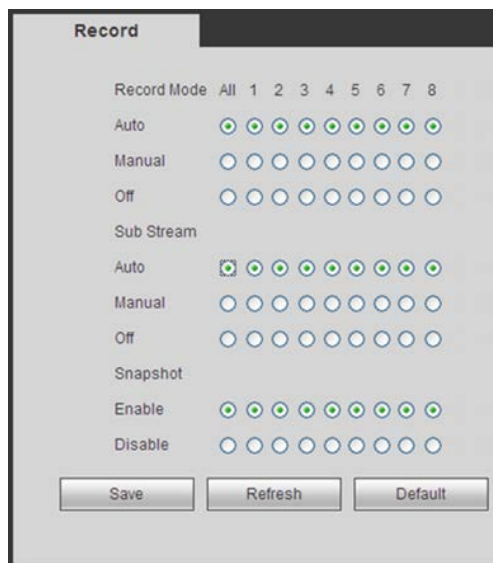 Record
Record Mode All 1 2 3 4 5 6 7 8
Auto
Manual
Off
Sub Stream
Auto
Manual
Off
Snapshot
Enable
Disable
Save Refresh Default